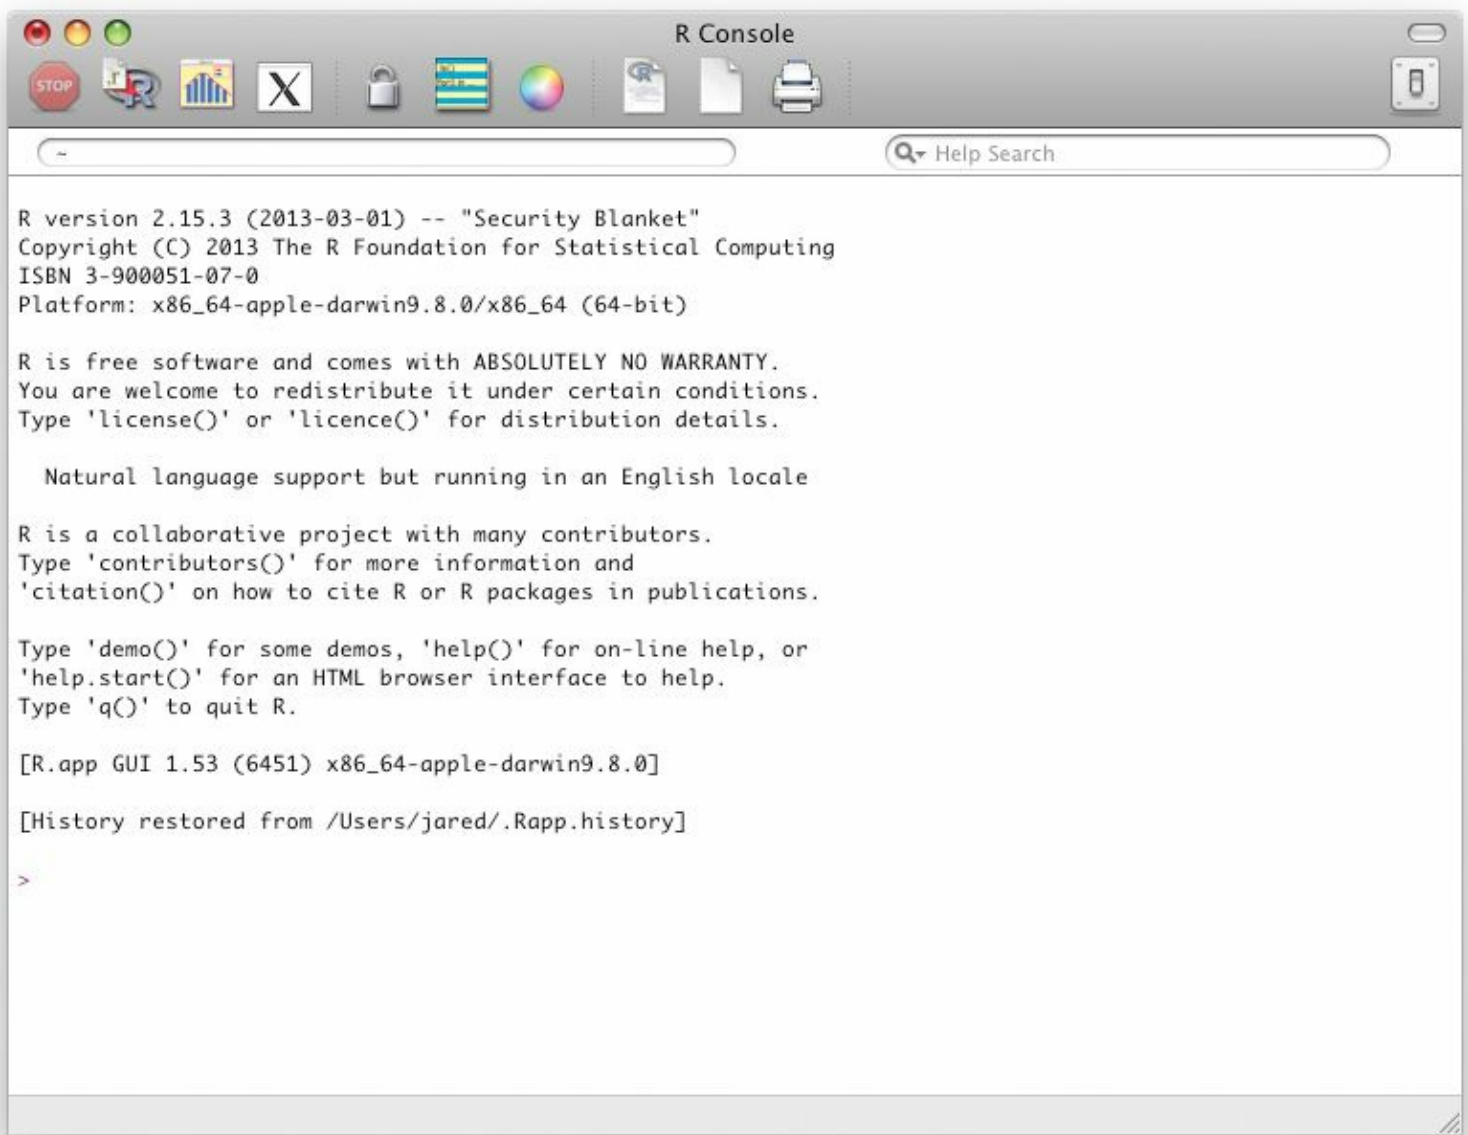 R Console
STOP
X
~
Help Search
R version 2.15.3 (2013-03-01) -- "Security Blanket"
Copyright (C) 2013 The R Foundation for Statistical Computing
ISBN 3-900051-07-0
Platform: x86_64-apple-darwin9.8.0/x86_64 (64-bit)
R is free software and comes with ABSOLUTELY NO WARRANTY.
You are welcome to redistribute it under certain conditions.
Type 'license()' or 'licence()' for distribution details.
Natural language support but running in an English locale
R is a collaborative project with many contributors.
Type 'contributors()' for more information and
'citation()' on how to cite R or R packages in publications.
Type 'demo()' for some demos, 'help()' for on-line help, or
'help.start()' for an HTML browser interface to help.
Type 'q()' to quit R.
[R.app GUI 1.53 (6451) x86_64-apple-darwin9.8.0]
[History restored from /Users/jared/.Rapp.history]
>